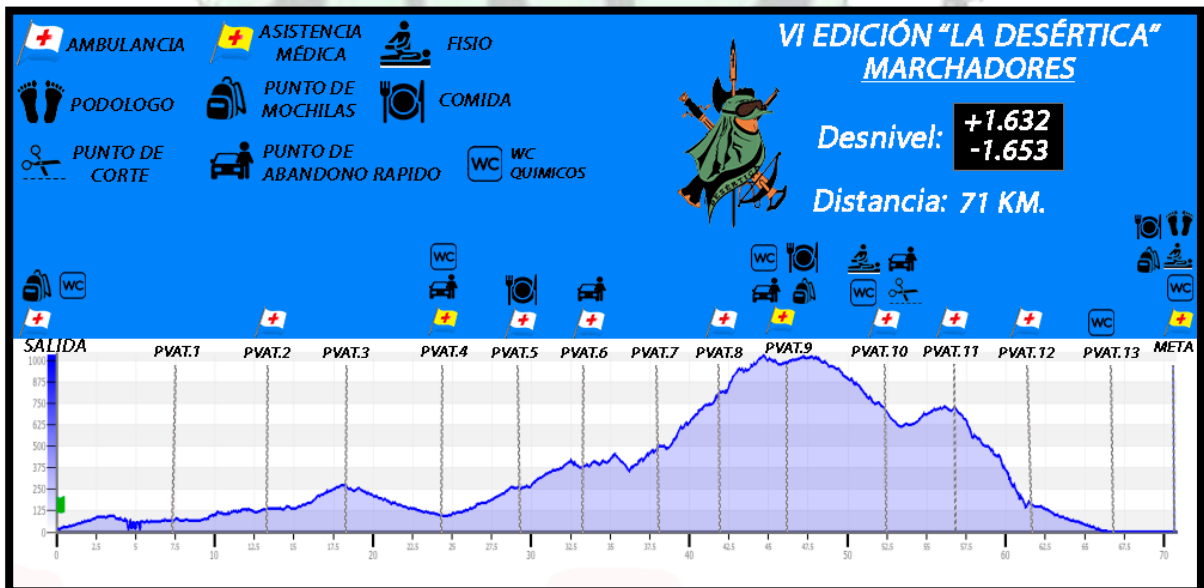 AMBULANCIA
ASISTENCIA
MÉDICA
FISIO
PODOLOGO
PUNTO DE
MOCHILAS
COMIDA
PUNTO DE
CORTE
PUNTO DE
ABANDONO RAPIDO
WC
WC
QUIMICOS
VI EDICIÓN “LA DESÉRTICA”
MARCHADORES
Desnivel:
+1.632
-1.653
Distancia: 71 KM.
DESÉRTICA
WC
WC
WC
WC
WC
WC
SALIDA
PVAT.1
PVAT.2
PVAT.3
PVAT.4
PVAT.5
PVAT.6
PVAT.7
PVAT.8
PVAT.9
PVAT.10
PVAT.11
PVAT.12
PVAT.13
META
1000
875
750
625
500
375
250
125
0
0 2.5 5 7.5 10 12.5 15 17.5 20 22.5 25 27.5 30 32.5 35 37.5 40 42.5 45 47.5 50 52.5 55 57.5 60 62.5 65 67.5 70